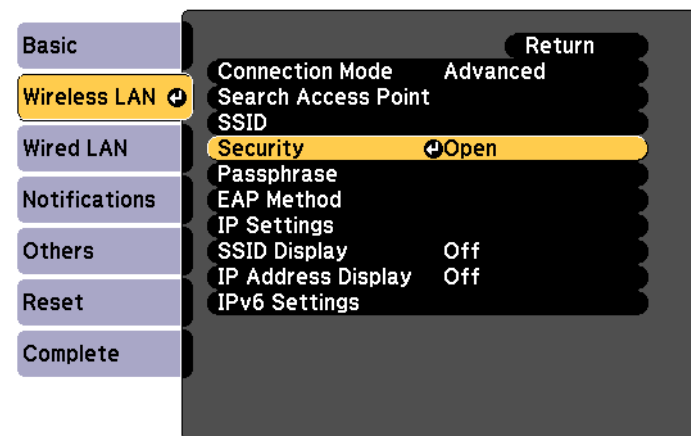 Basic
Wireless LAN
Wired LAN
Notifications
Others
Reset
Complete
Return
Connection Mode Advanced
Search Access Point
SSID
Security Open
Passphrase
EAP Method
IP Settings
SSID Display Off
IP Address Display Off
IPv6 Settings